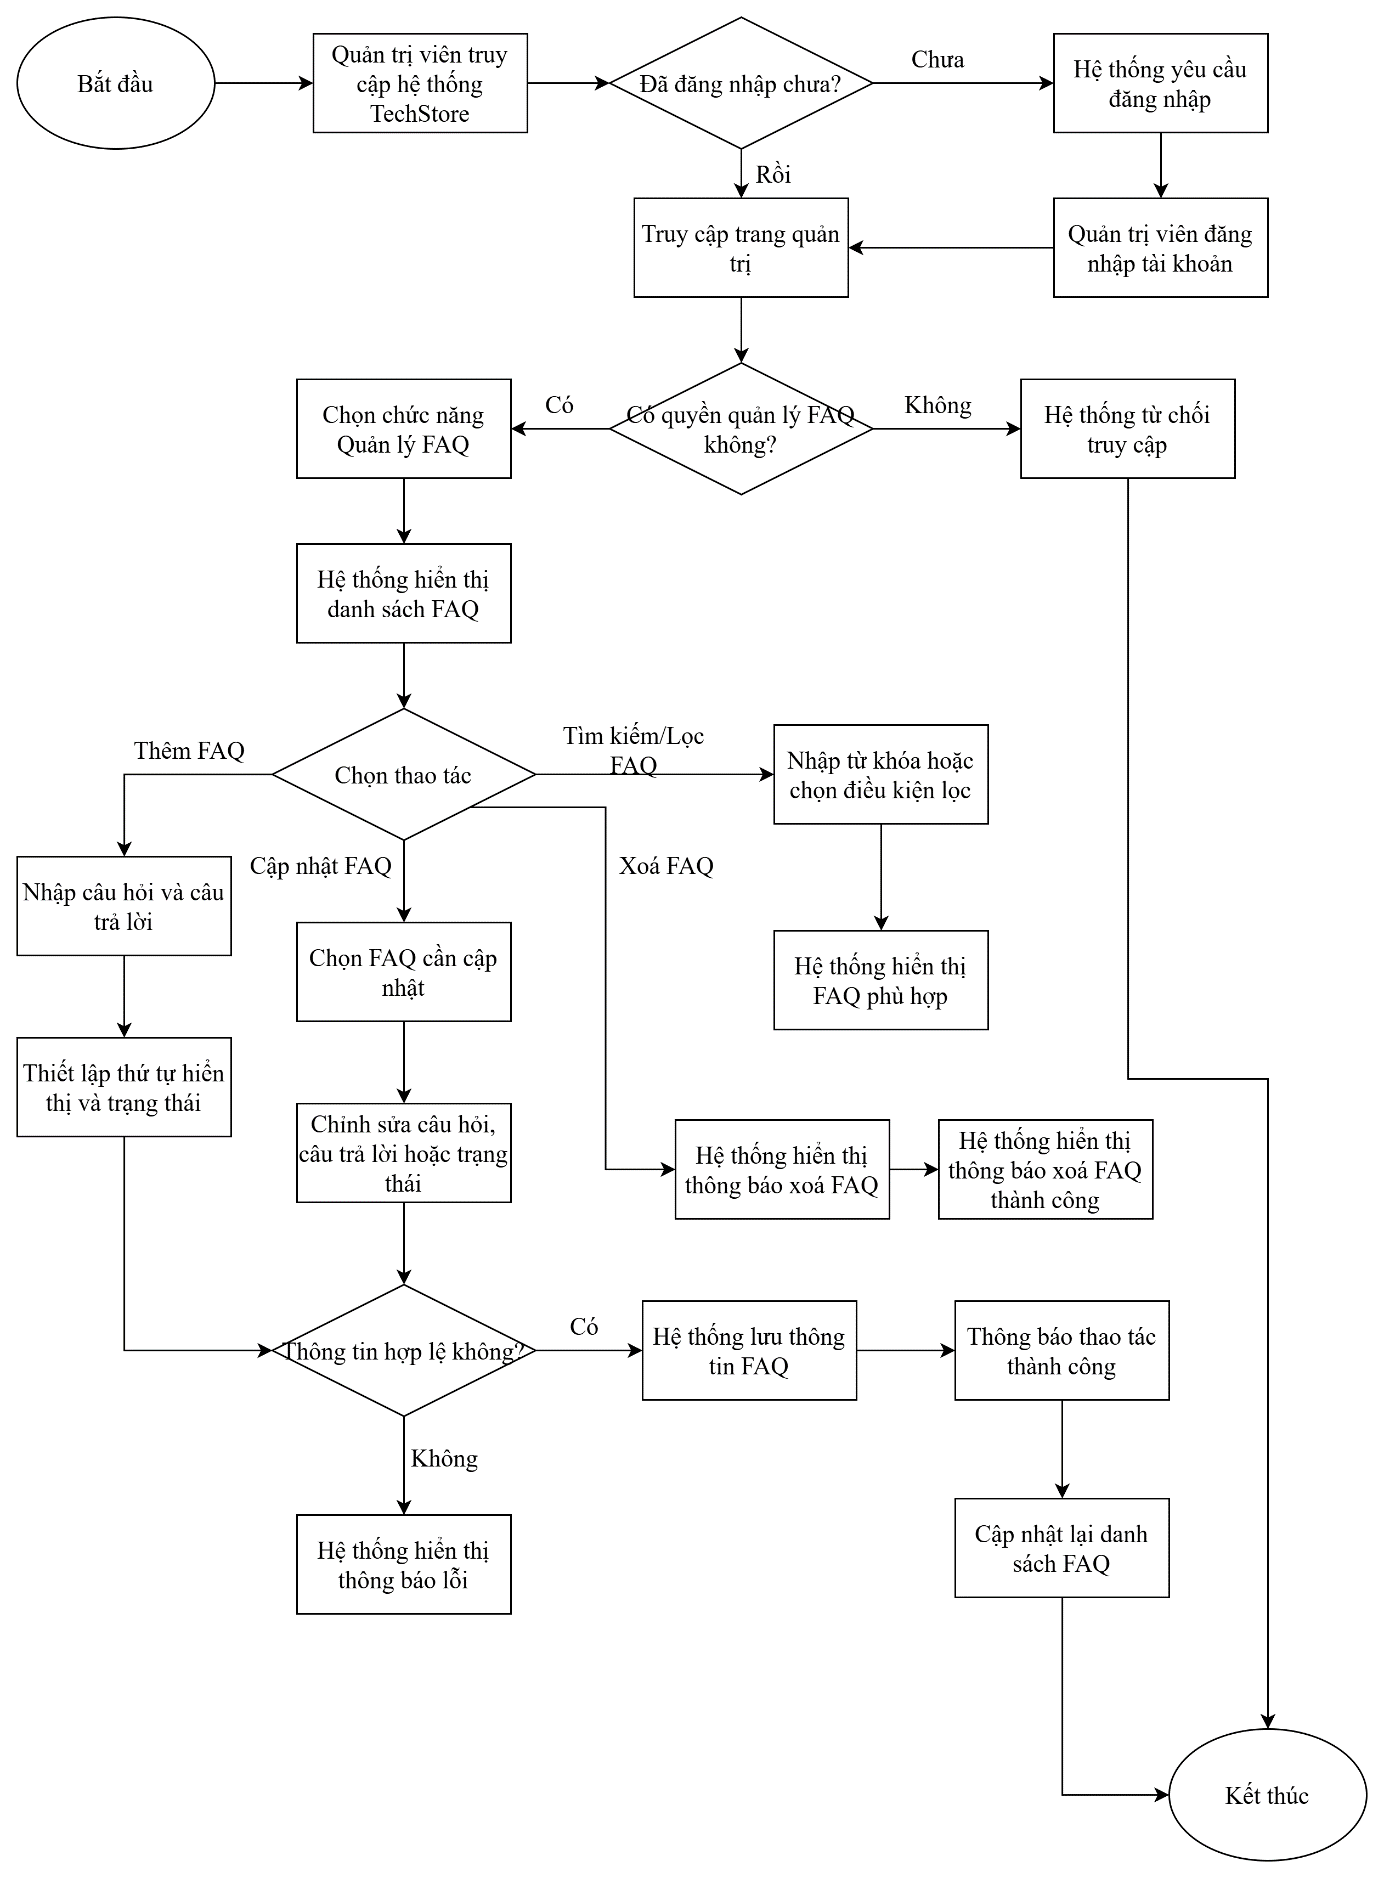 Bắt đầu
Quản trị viên truy
cập hệ thống
TechStore
Đã đăng nhập chưa?
Chưa
Hệ thống yêu cầu
đăng nhập
Rồi
Truy cập trang quản
trị
Quản trị viên đăng
nhập tài khoản
Chọn chức năng
Quản lý FAQ
Có
Có quyền quản lý FAQ
không?
Không
Hệ thống từ chối
truy cập
Hệ thống hiển thị
danh sách FAQ
Thêm FAQ
Chọn thao tác
Tìm kiếm/Lọc
FAQ
Nhập từ khóa hoặc
chọn điều kiện lọc
Cập nhật FAQ
Xoá FAQ
Nhập câu hỏi và câu
trả lời
Chọn FAQ cần cập
nhật
Hệ thống hiển thị
FAQ phù hợp
Thiết lập thứ tự hiển
thị và trạng thái
Chỉnh sửa câu hỏi,
câu trả lời hoặc trạng
thái
Hệ thống hiển thị
thông báo xoá FAQ
Hệ thống hiển thị
thông báo xoá FAQ
thành công
Thông tin hợp lệ không?
Có
Hệ thống lưu thông
tin FAQ
Thông báo thao tác
thành công
Không
Hệ thống hiển thị
thông báo lỗi
Cập nhật lại danh
sách FAQ
Kết thúc